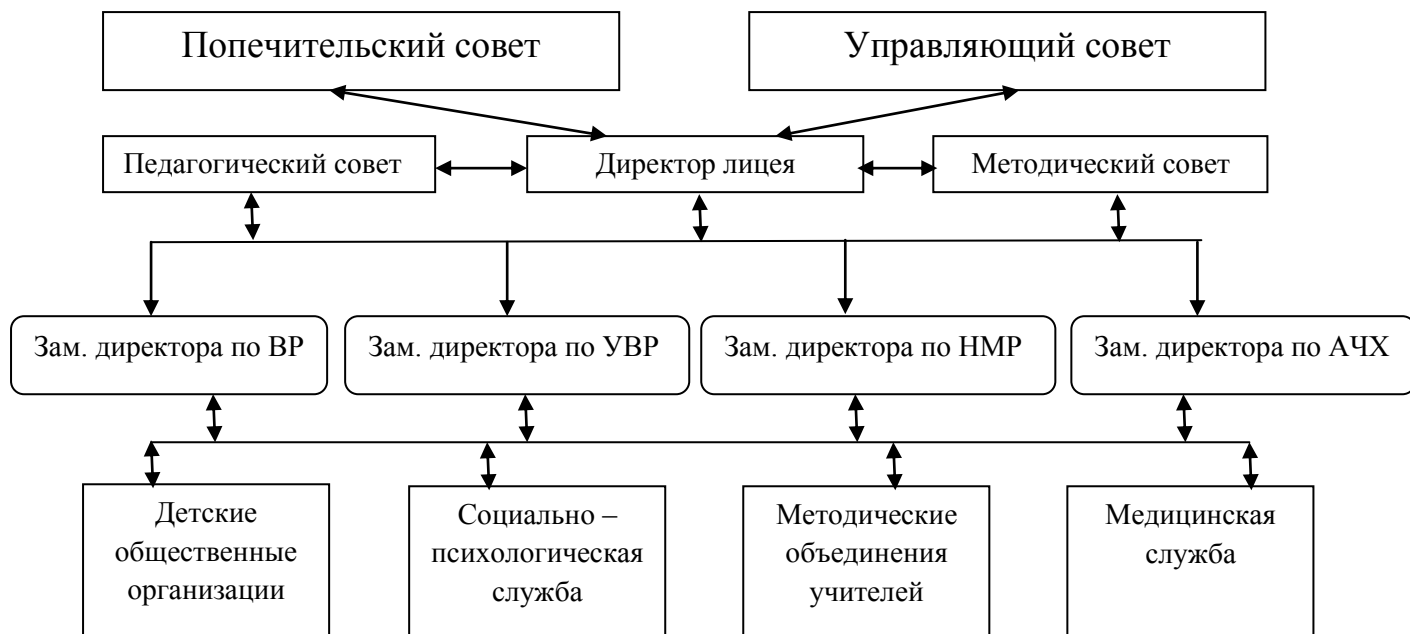 Попечительский совет
Управляющий совет
Педагогический совет
Директор лицея
Методический совет
Зам. директора по ВР
Зам. директора по УВР
Зам. директора по НМР
Зам. директора по АЧХ
Детские
общественные
организации
Социально –
психологическая
служба
Методические
объединения
учителей
Медицинская
служба